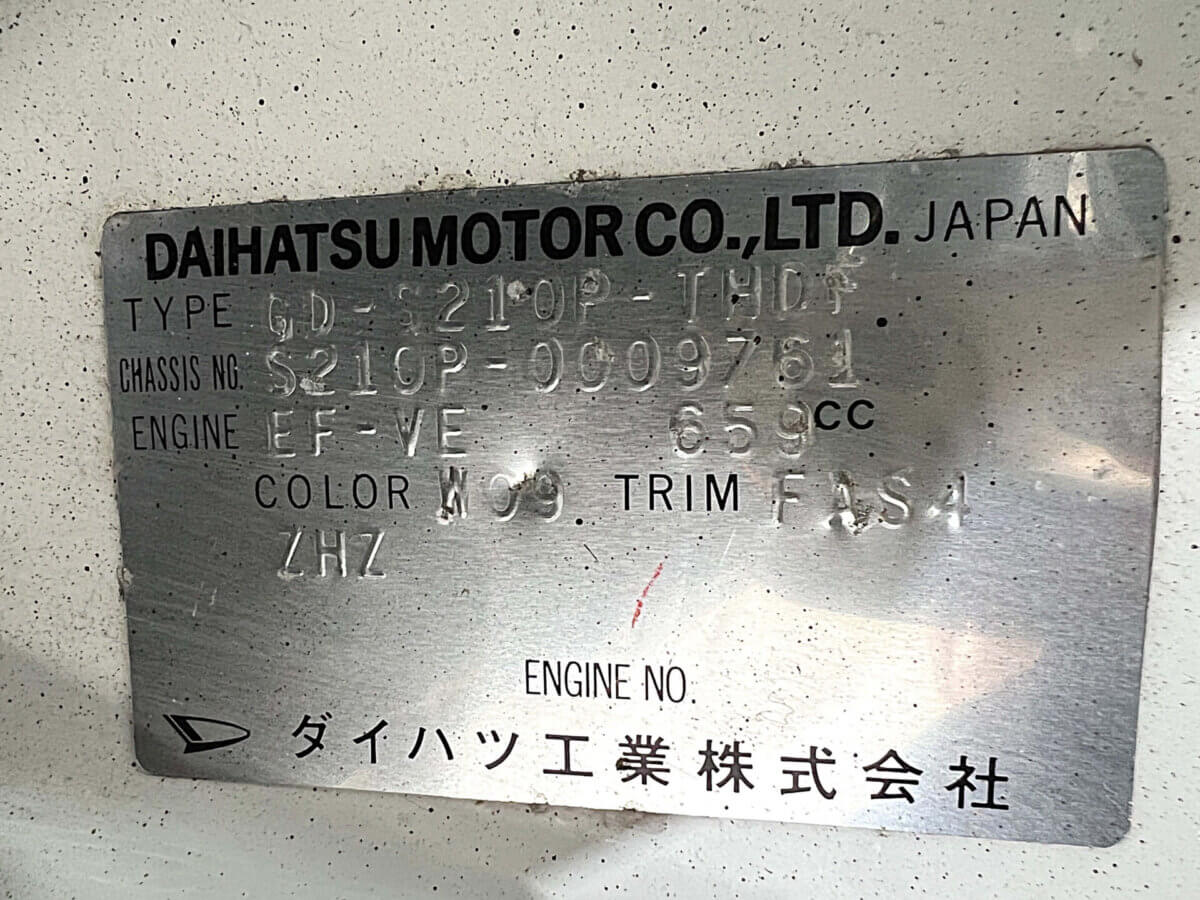 DAIHATSU MOTOR CO.,LTD. JAPAN
TYPE GD-S210P-THDF
CHASSIS NO. S210P-0009761
ENGINE EF-VE 659CC
COLOR W09 TRIM FAS4
ZHZ
ENGINE NO.
ダイハツ工業株式会社